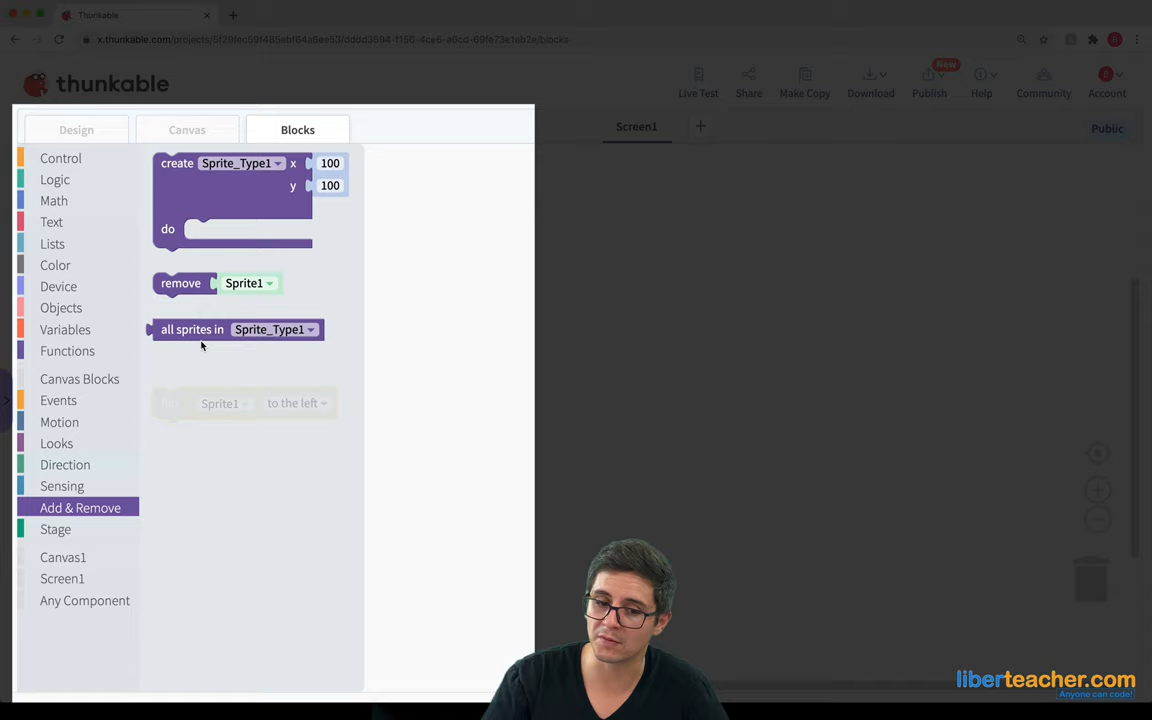 Thunkable
x.thunkable.com/projects/
thunkable
Live Test
Share
Make Copy
Download
New
Publish
Help
Community
Account
Design
Canvas
Blocks
Screen1
Public
Control
Logic
Math
Text
Lists
Color
Device
Objects
Variables
Functions
Canvas Blocks
Events
Motion
Looks
Direction
Sensing
Add & Remove
Stage
Canvas1
Screen1
Any Component
create Sprite_Type1 x 100
y 100
do
remove Sprite1
all sprites in Sprite_Type1
Sprite1 to the left
liberteacher.com
Anyone can code!